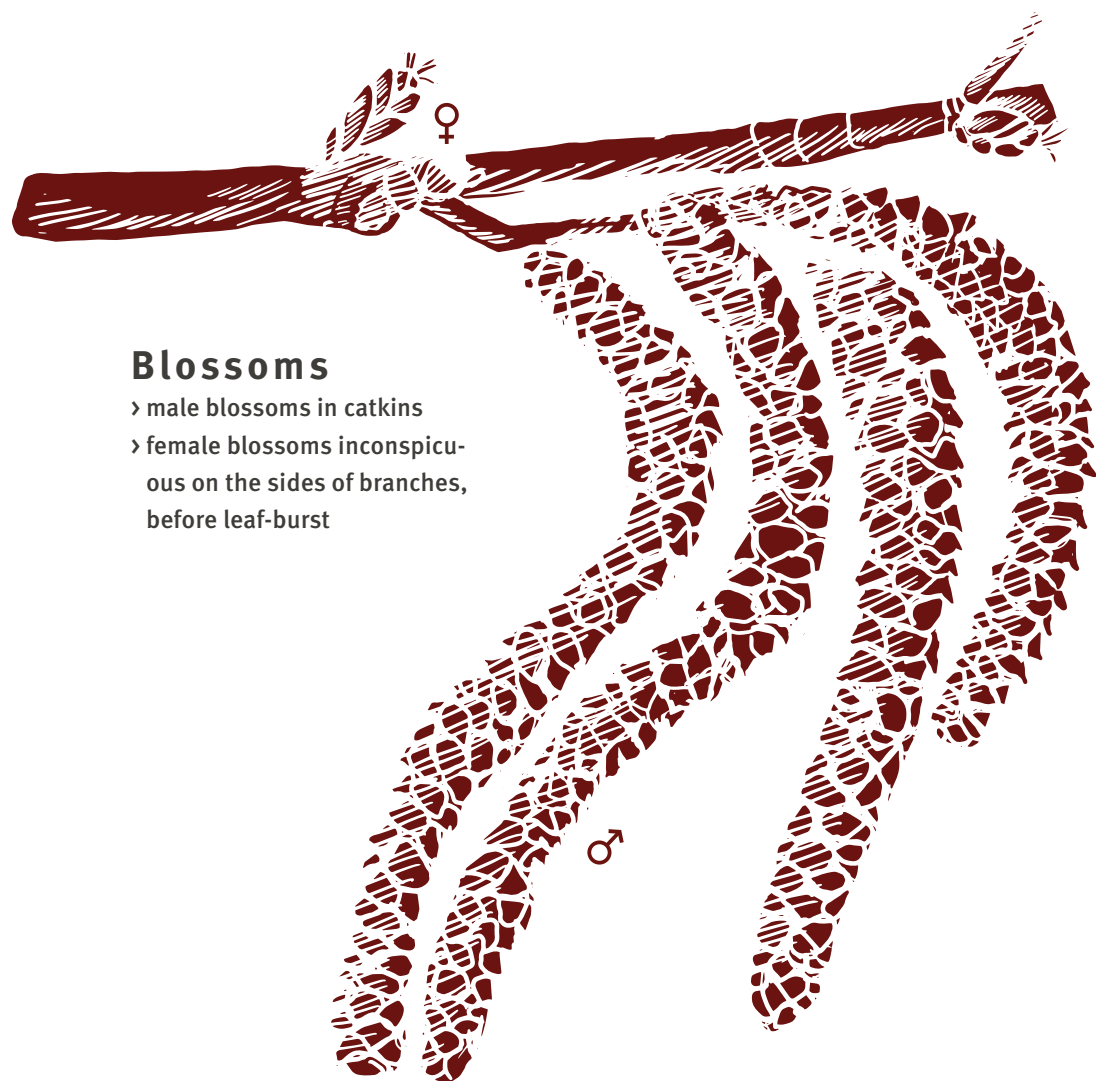 ♀
Blossoms
› male blossoms in catkins
› female blossoms inconspicu-
ous on the sides of branches,
before leaf-burst
♂